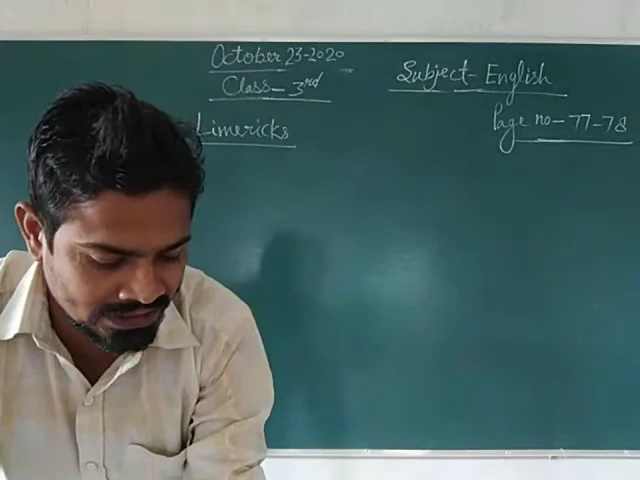 October 23-2020
Class- 3rd
Subject- English
Limericks
Page no- 77-78